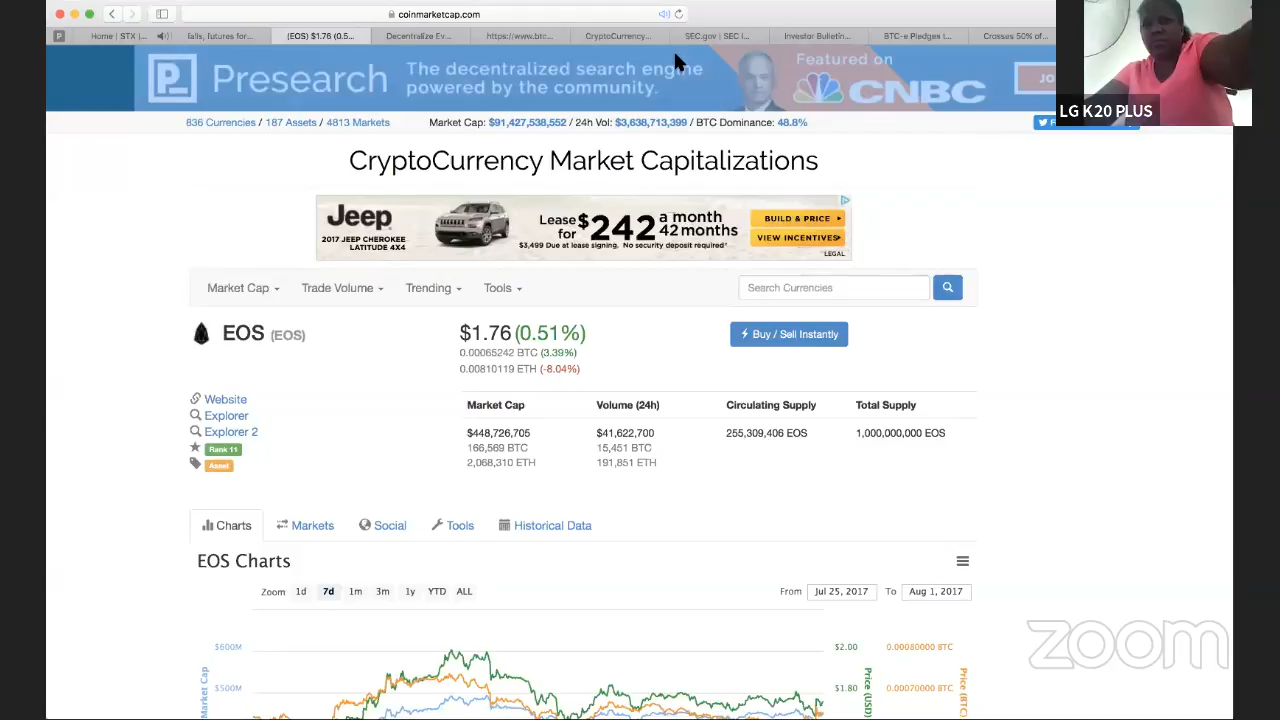 coinmarketcap.com
Home | STX |
falls, futures for...
(EOS) $1.76 (0.5...
Decentralize Ev...
https://www.btc...
CryptoCurrency...
SEC.gov | SEC I...
Investor Bulletin...
BTC-e Pledges t...
Crosses 50% of...
Presearch
The decentralized search engine
powered by the community.
Featured on
CNBC
JO
LG K20 PLUS
836 Currencies / 187 Assets / 4813 Markets
Market Cap: $91,427,538,552 / 24h Vol: $3,638,713,399 / BTC Dominance: 48.8%
CryptoCurrency Market Capitalizations
Jeep
2017 JEEP CHEROKEE
LATITUDE 4X4
Lease for $242 a month 42 months
$3,499 Due at lease signing. No security deposit required*
BUILD & PRICE
VIEW INCENTIVES
LEGAL
Market Cap
Trade Volume
Trending
Tools
Search Currencies
EOS (EOS)
$1.76 (0.51%)
0.00065242 BTC (3.39%)
0.00810119 ETH (-8.04%)
Buy / Sell Instantly
Website
Explorer
Explorer 2
Rank 11
Asset
Market Cap
Volume (24h)
Circulating Supply
Total Supply
$448,726,705
$41,622,700
255,309,406 EOS
1,000,000,000 EOS
166,569 BTC
15,451 BTC
2,068,310 ETH
191,851 ETH
Charts
Markets
Social
Tools
Historical Data
EOS Charts
Zoom 1d 7d 1m 3m 1y YTD ALL
From Jul 25, 2017 To Aug 1, 2017
$600M
$2.00
0.00080000 BTC
$500M
$1.80
0.00070000 BTC
Market Cap
Price (USD)
Price (BTC)
zoom